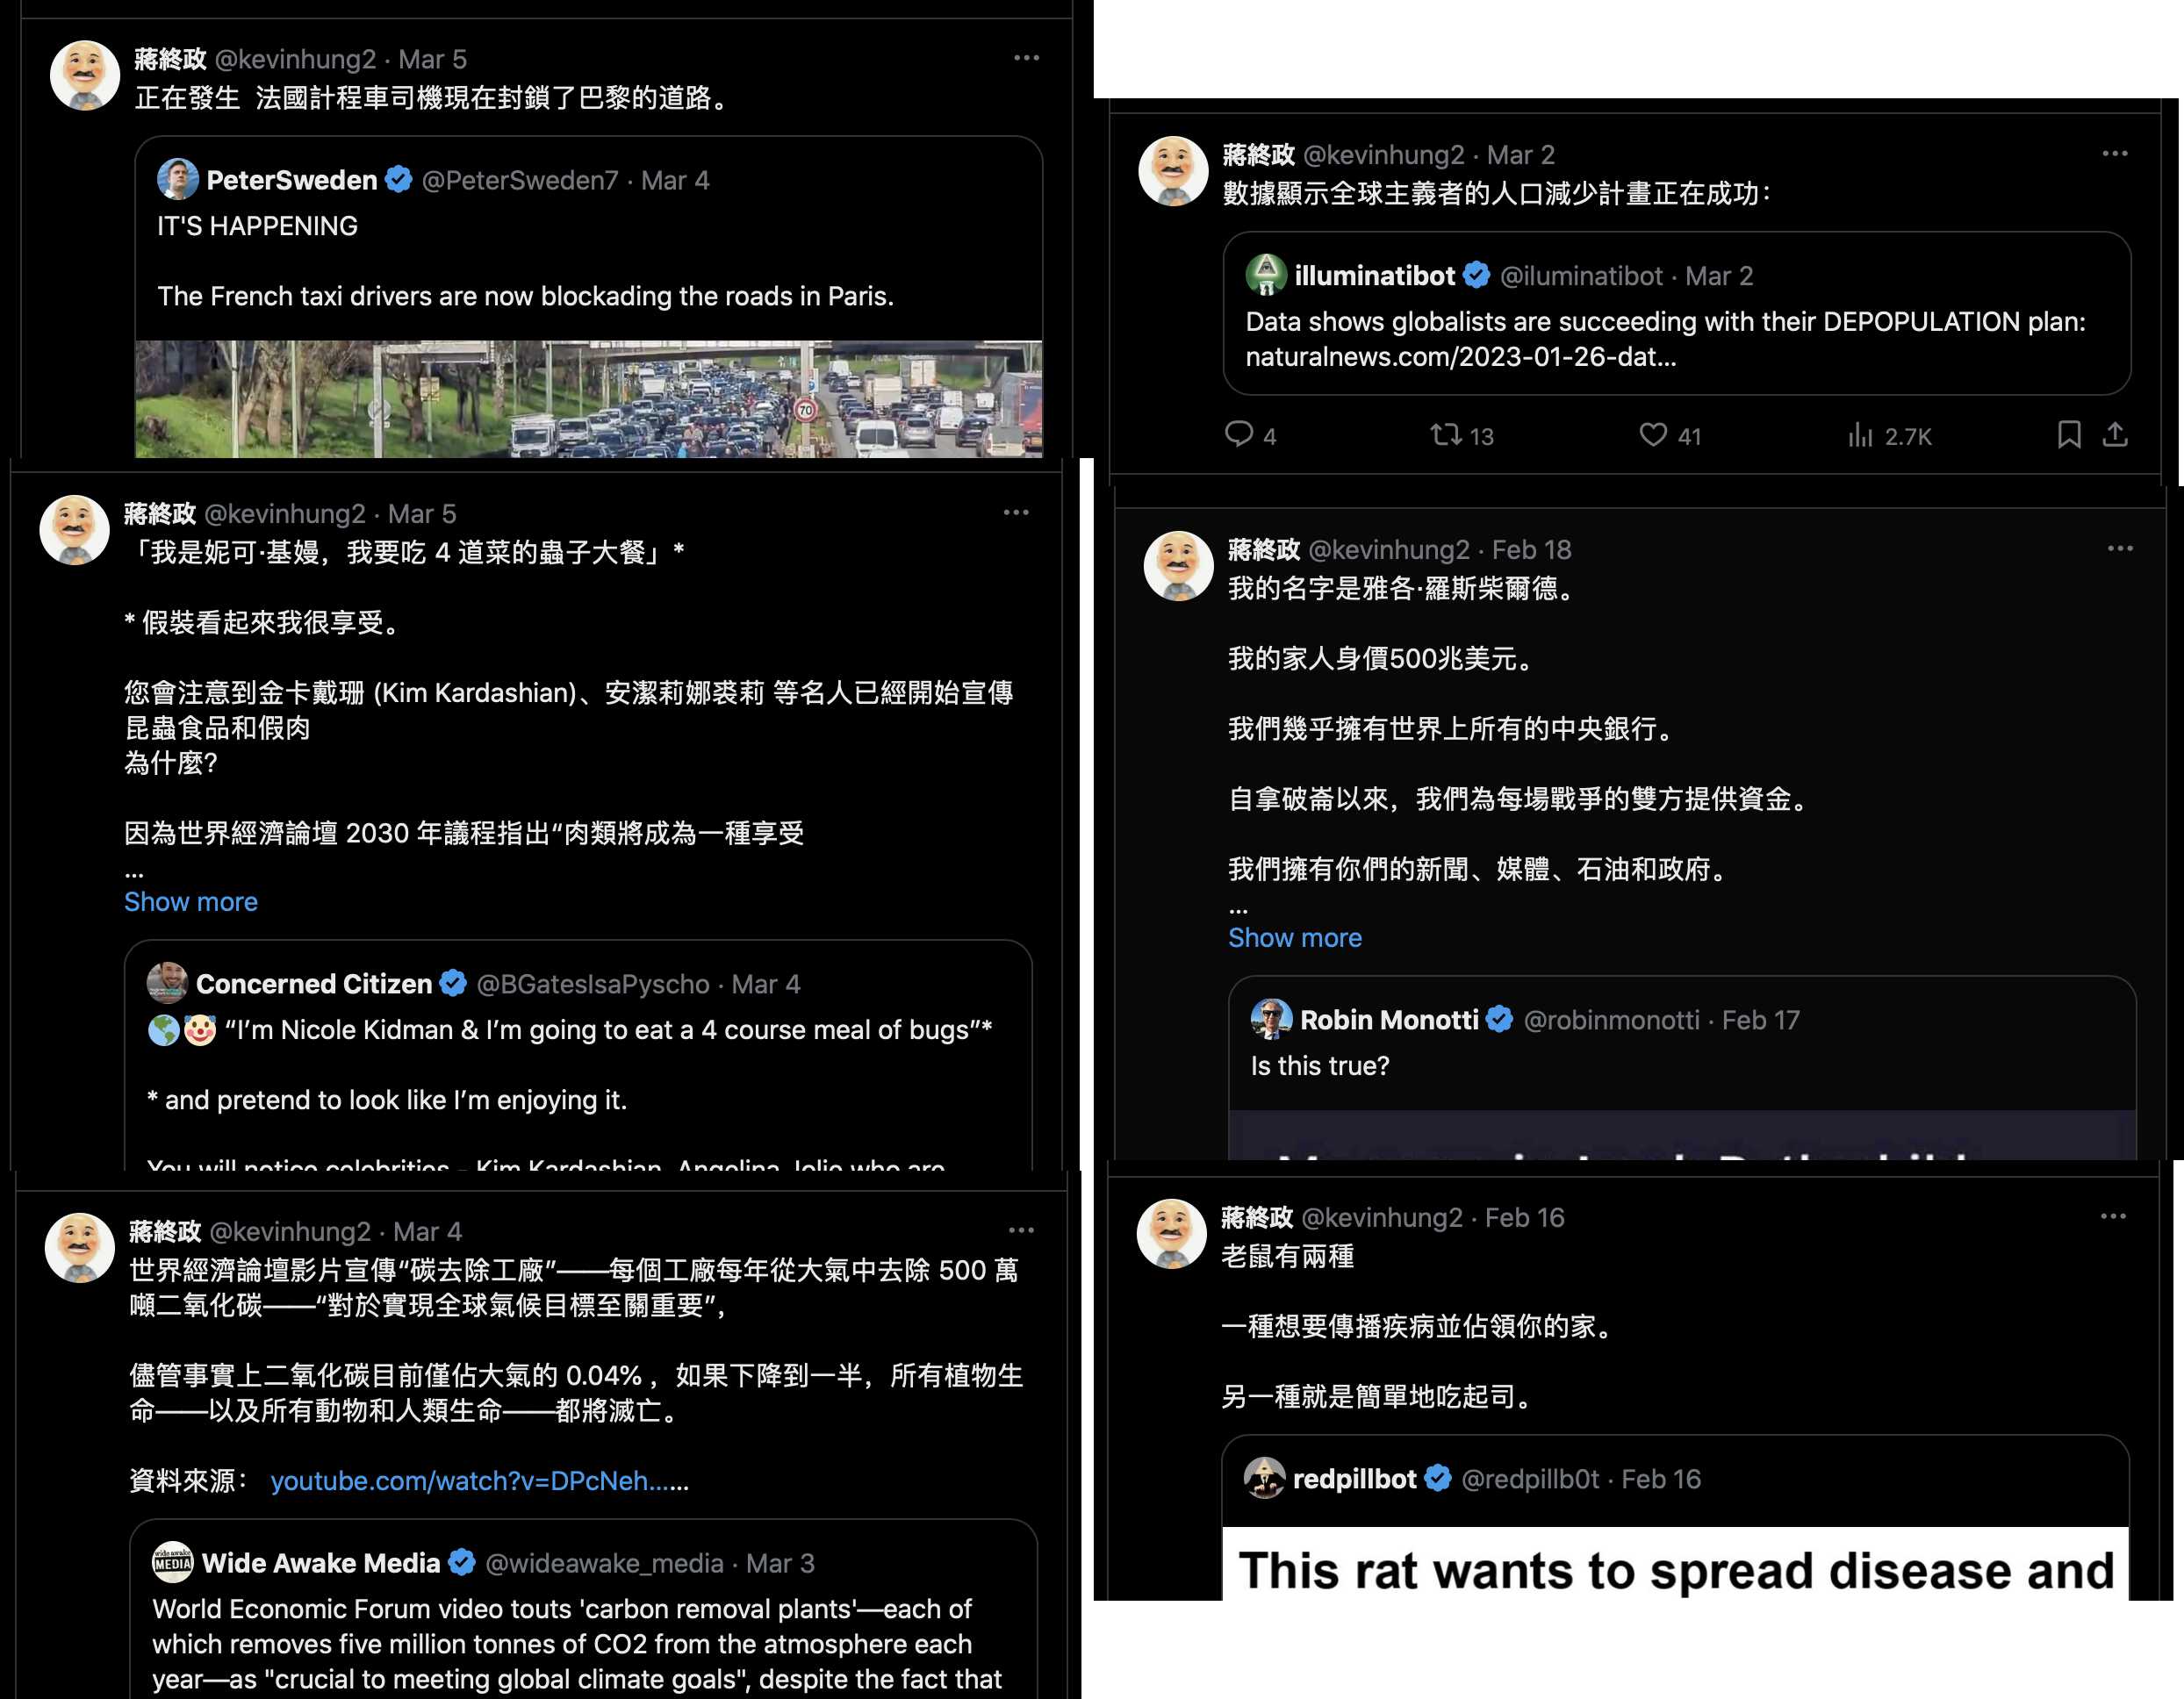 蔣終政 @kevinhung2 · Mar 5
正在發生 法國計程車司機現在封鎖了巴黎的道路。
PeterSweden @PeterSweden7 · Mar 4
IT'S HAPPENING
The French taxi drivers are now blockading the roads in Paris.
70
蔣終政 @kevinhung2 · Mar 5
「我是妮可·基嫚，我要吃 4 道菜的蟲子大餐」*
* 假裝看起來我很享受。
您會注意到金卡戴珊 (Kim Kardashian)、安潔莉娜裘莉 等名人已經開始宣傳
昆蟲食品和假肉
為什麼?
因為世界經濟論壇 2030 年議程指出“肉類將成為一種享受
...
Show more
Concerned Citizen @BGatesIsaPyscho · Mar 4
🌎🤡 “I’m Nicole Kidman & I’m going to eat a 4 course meal of bugs”*
* and pretend to look like I’m enjoying it.
You will notice celebrities - Kim Kardashian, Angelina Jolie who are
蔣終政 @kevinhung2 · Mar 4
世界經濟論壇影片宣傳“碳去除工廠”——每個工廠每年從大氣中去除 500 萬
噸二氧化碳——“對於實現全球氣候目標至關重要”，
儘管事實上二氧化碳目前僅佔大氣的 0.04% ，如果下降到一半，所有植物生
命——以及所有動物和人類生命——都將滅亡。
資料來源： youtube.com/watch?v=DPcNeh……
wide awake MEDIA
Wide Awake Media @wideawake_media · Mar 3
World Economic Forum video touts 'carbon removal plants'—each of
which removes five million tonnes of CO2 from the atmosphere each
year—as "crucial to meeting global climate goals", despite the fact that
蔣終政 @kevinhung2 · Mar 2
數據顯示全球主義者的人口減少計畫正在成功：
illuminatibot @iluminatibot · Mar 2
Data shows globalists are succeeding with their DEPOPULATION plan:
naturalnews.com/2023-01-26-dat...
4 13 41 2.7K
蔣終政 @kevinhung2 · Feb 18
我的名字是雅各·羅斯柴爾德。
我的家人身價500兆美元。
我們幾乎擁有世界上所有的中央銀行。
自拿破崙以來，我們為每場戰爭的雙方提供資金。
我們擁有你們的新聞、媒體、石油和政府。
...
Show more
Robin Monotti @robinmonotti · Feb 17
Is this true?
蔣終政 @kevinhung2 · Feb 16
老鼠有兩種
一種想要傳播疾病並佔領你的家。
另一種就是簡單地吃起司。
redpillbot @redpillb0t · Feb 16
This rat wants to spread disease and